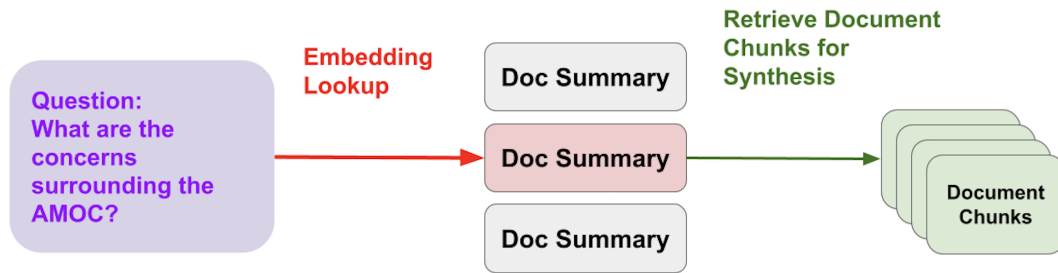 Question:
What are the
concerns
surrounding the
AMOC?
Embedding
Lookup
Doc Summary
Doc Summary
Doc Summary
Retrieve Document
Chunks for
Synthesis
Document
Chunks